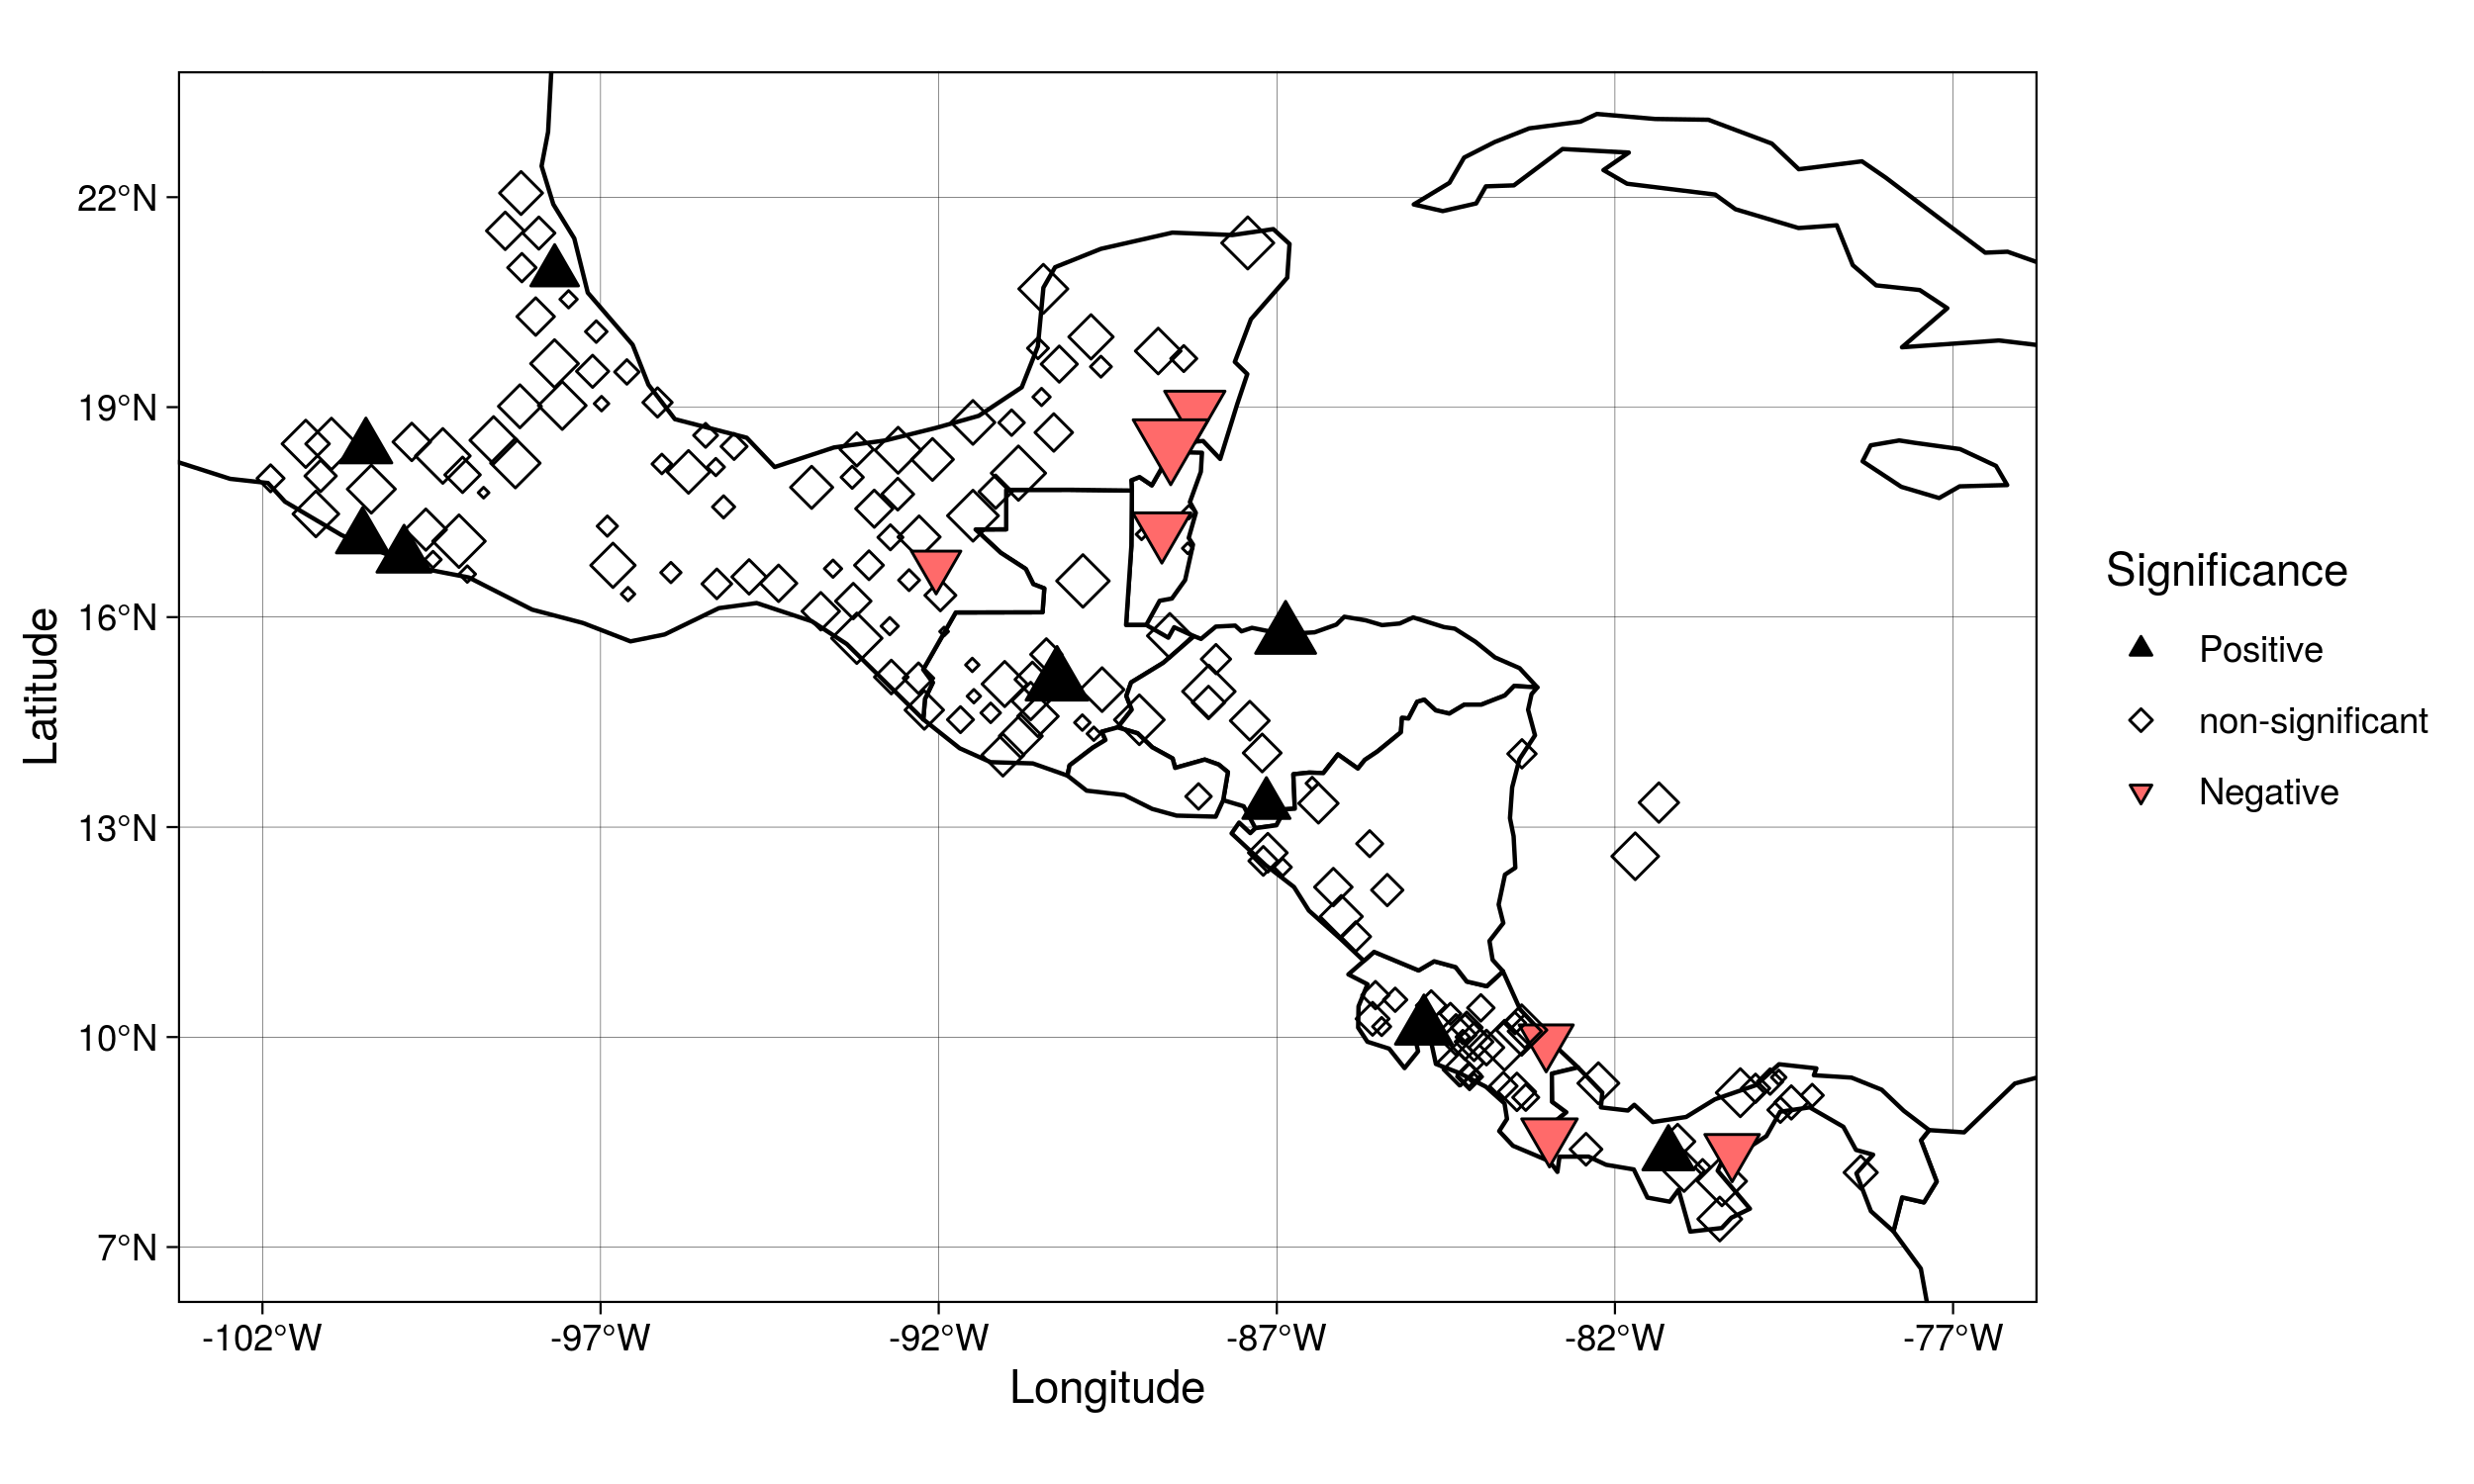 22°N
19°N
16°N
13°N
10°N
7°N
-102°W
-97°W
-92°W
-87°W
-82°W
-77°W
Longitude
Latitude
Significance
Positive
non-significant
Negative